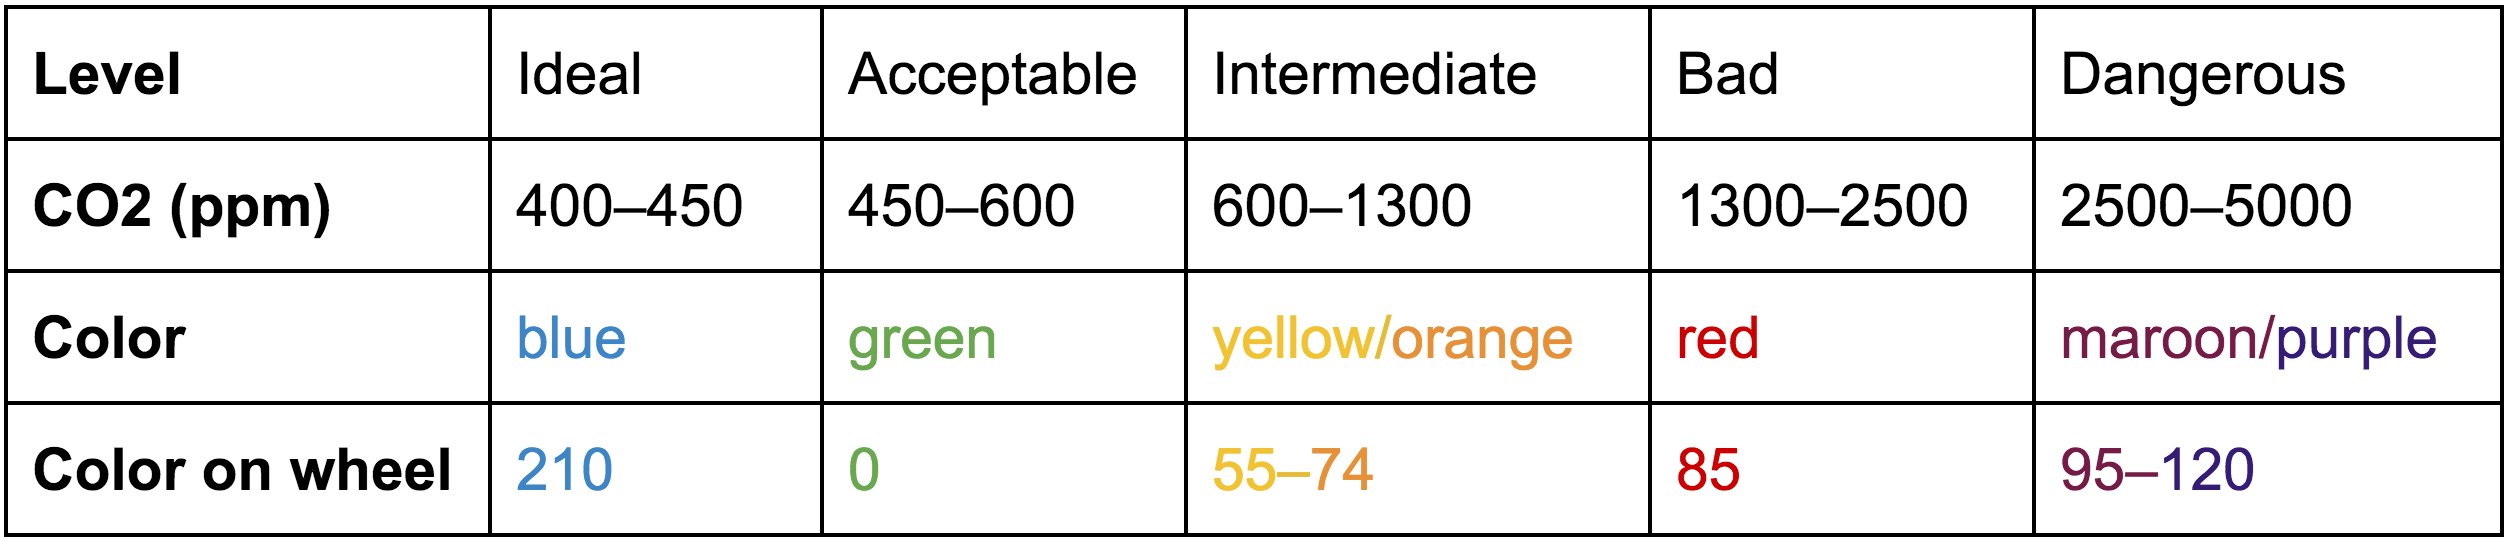 Level Ideal Acceptable Intermediate Bad Dangerous
CO2 (ppm) 400–450 450–600 600–1300 1300–2500 2500–5000
Color blue green yellow/orange red maroon/purple
Color on wheel 210 0 55–74 85 95–120